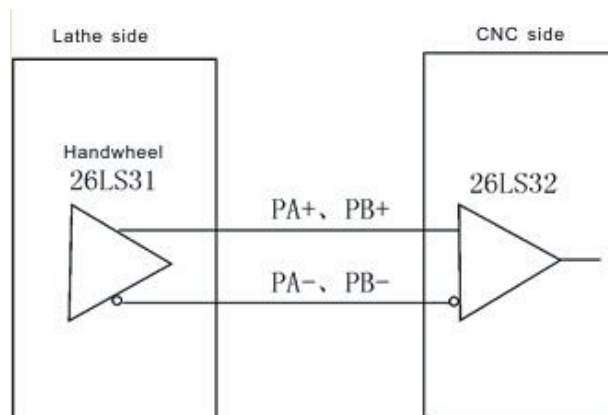 Lathe side
CNC side
Handwheel
26LS31
26LS32
PA+、PB+
PA-、PB-